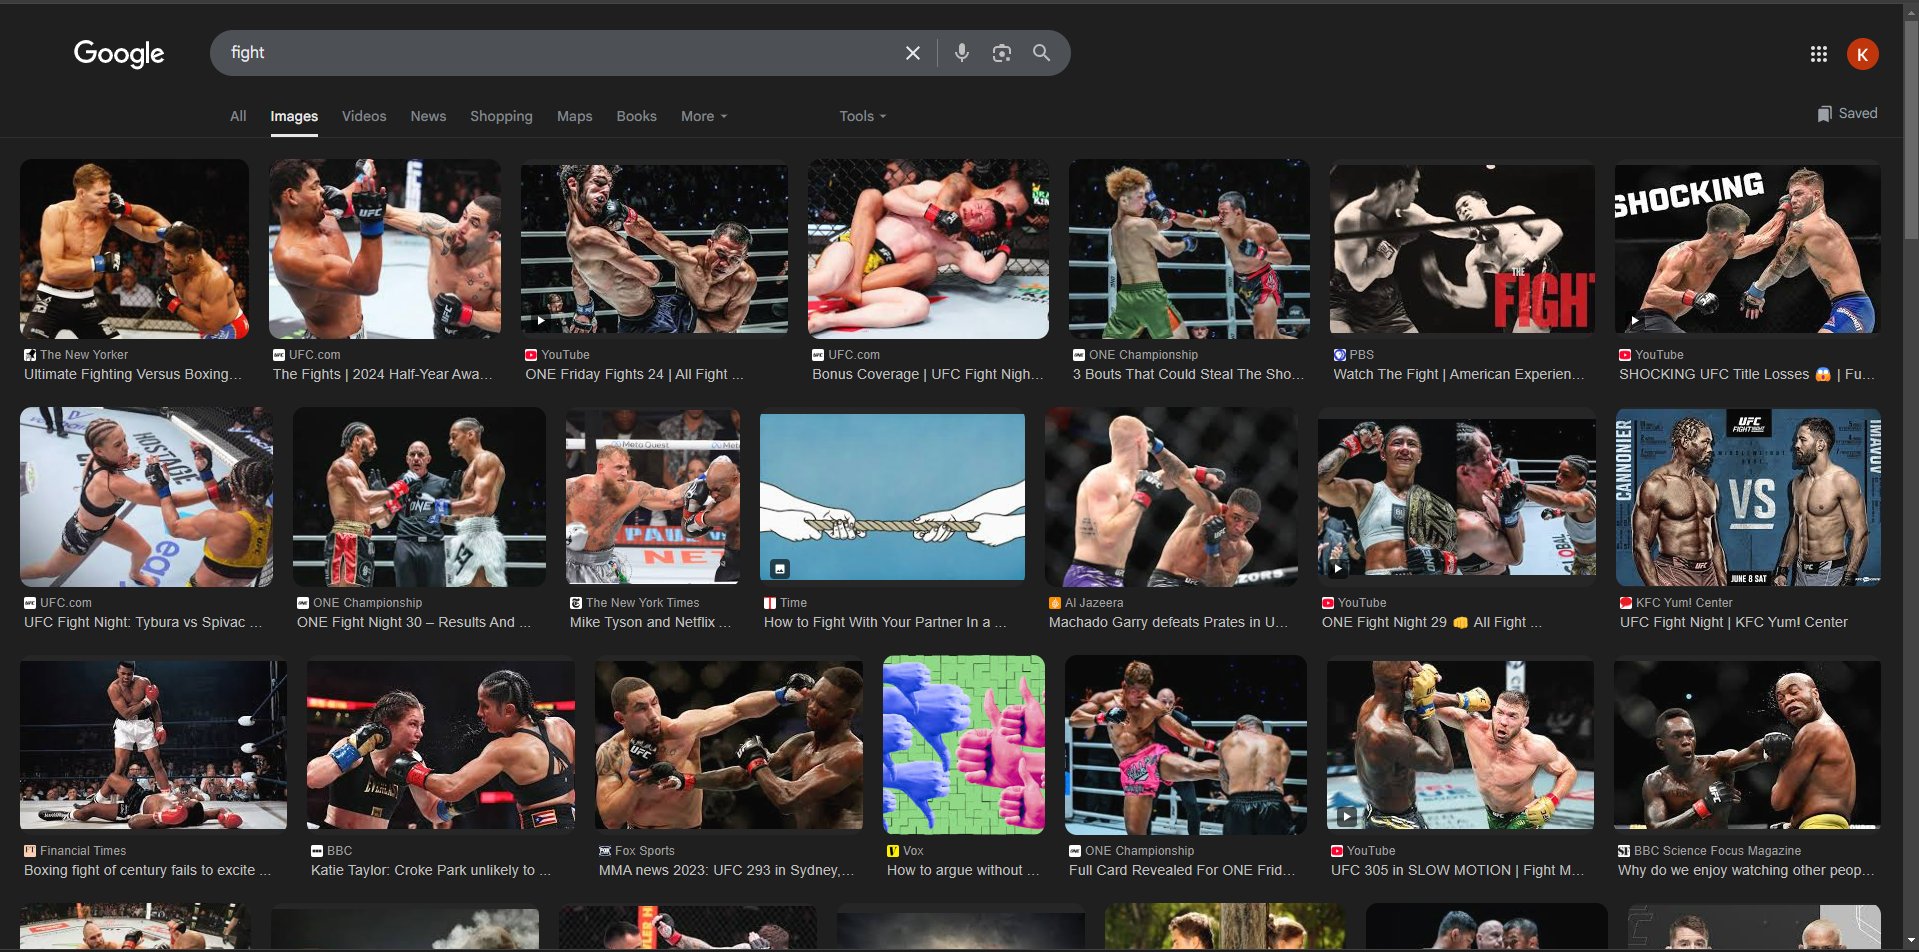 Google
fight
All Images Videos News Shopping Maps Books More Tools
Saved
K
UFC
UFC
THE
FIGHT
SHOCKING
The New Yorker
Ultimate Fighting Versus Boxing...
UFC.com
The Fights | 2024 Half-Year Awa...
YouTube
ONE Friday Fights 24 | All Fight ...
UFC.com
Bonus Coverage | UFC Fight Nigh...
ONE Championship
3 Bouts That Could Steal The Sho...
PBS
Watch The Fight | American Experien...
YouTube
SHOCKING UFC Title Losses 😱 | Fu...
HOSTAGE
ONE
Meta Quest
PAUL VS
NET
CANNONIER
UFC
FIGHT NIGHT
VS
IMAVOV
JUNE 8 SAT
UFC.com
UFC Fight Night: Tybura vs Spivac ...
ONE Championship
ONE Fight Night 30 – Results And ...
The New York Times
Mike Tyson and Netflix ...
Time
How to Fight With Your Partner In a ...
Al Jazeera
Machado Garry defeats Prates in U...
YouTube
ONE Fight Night 29 👊 All Fight ...
KFC Yum! Center
UFC Fight Night | KFC Yum! Center
Financial Times
Boxing fight of century fails to excite ...
BBC
Katie Taylor: Croke Park unlikely to ...
Fox Sports
MMA news 2023: UFC 293 in Sydney,...
Vox
How to argue without ...
ONE Championship
Full Card Revealed For ONE Frid...
YouTube
UFC 305 in SLOW MOTION | Fight M...
BBC Science Focus Magazine
Why do we enjoy watching other peop...